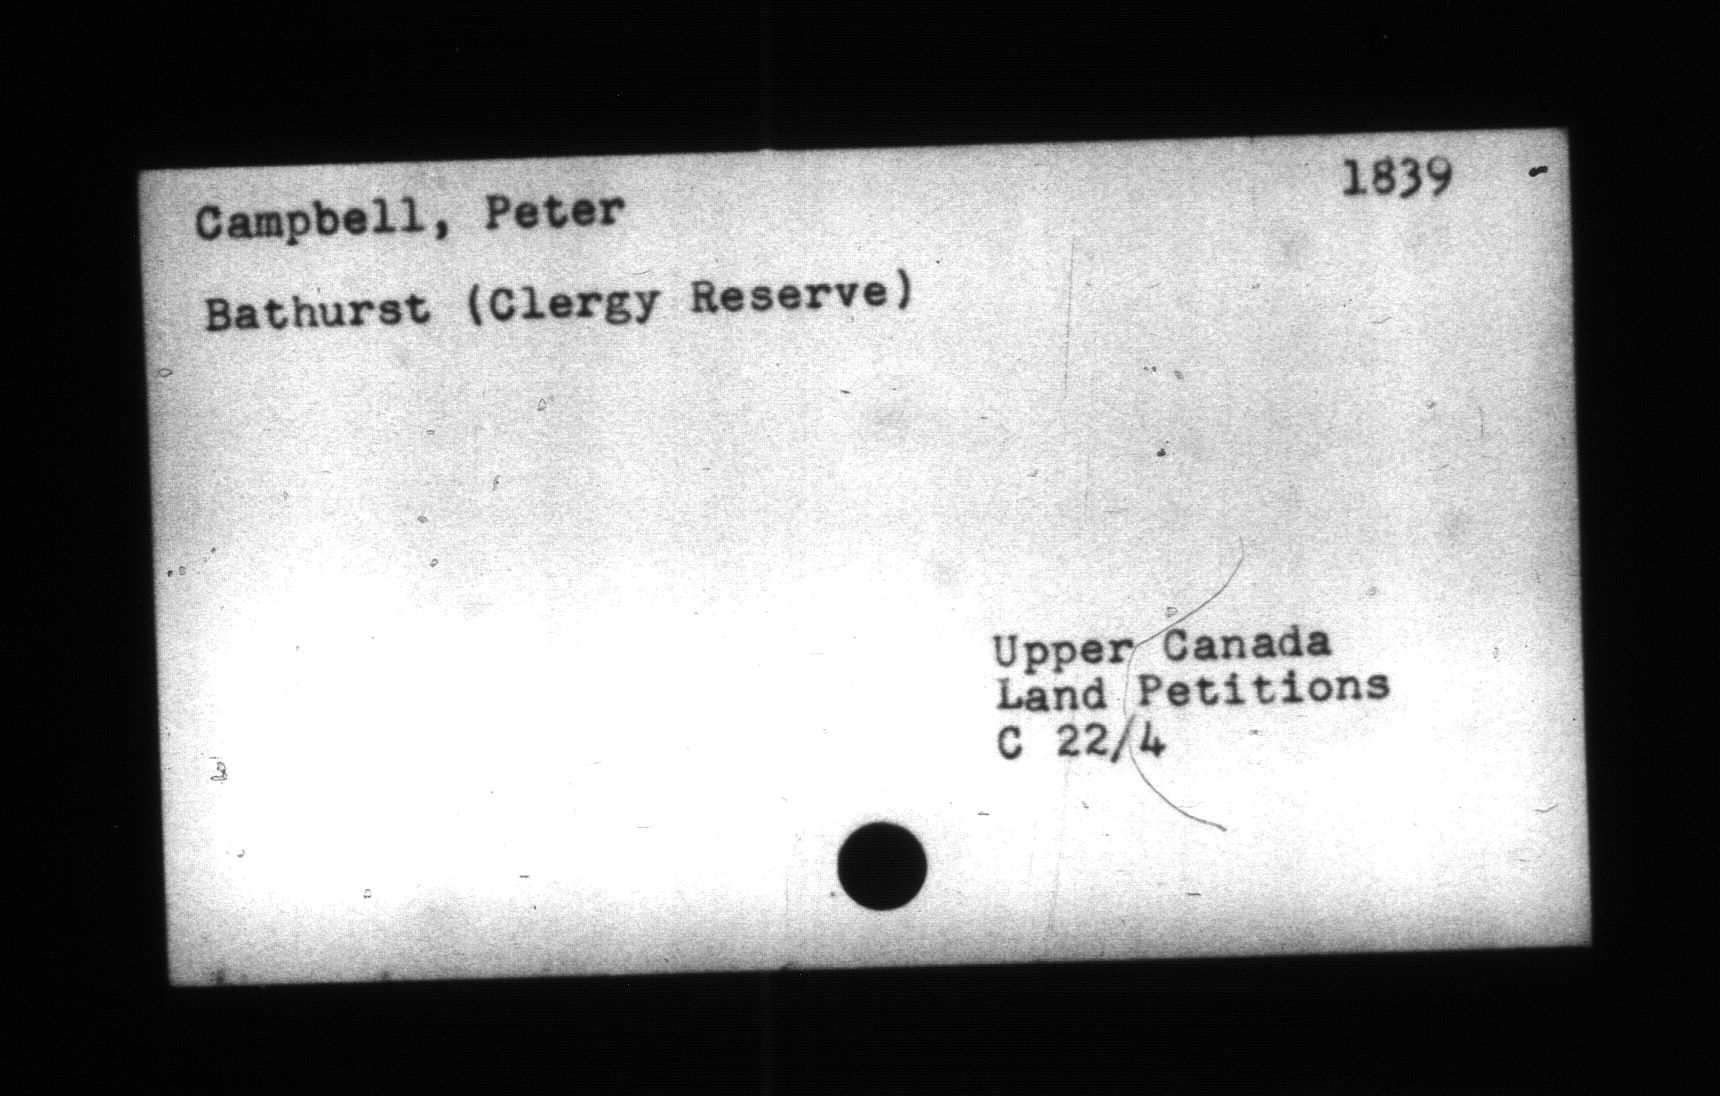 Campbell, Peter 1839
Bathurst (Clergy Reserve)
Upper Canada
Land Petitions
C 22/4